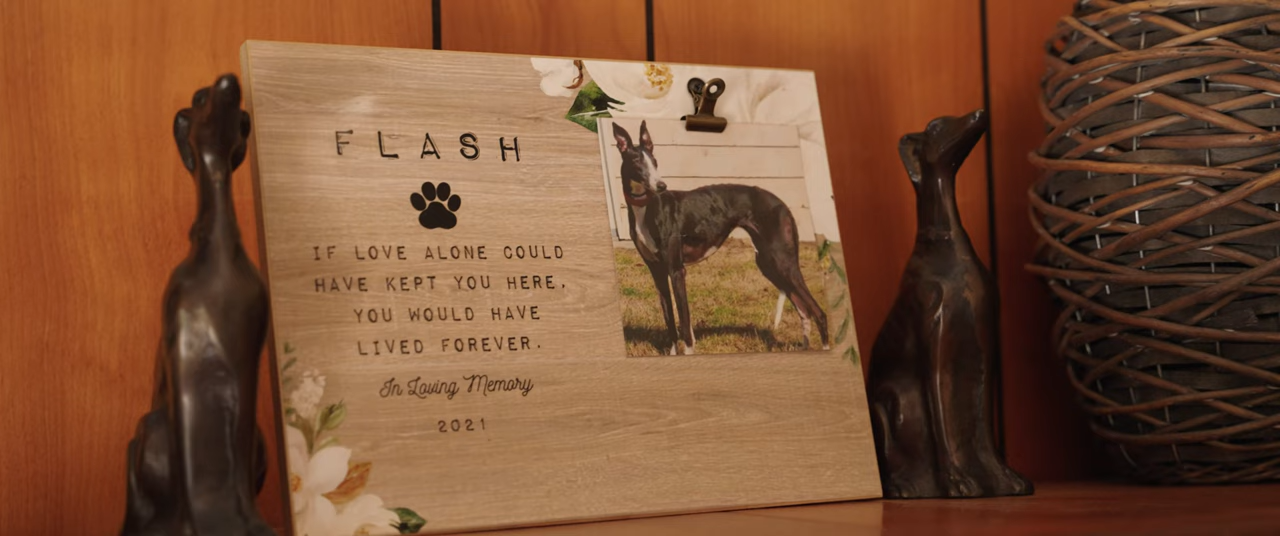 FLASH
IF LOVE ALONE COULD
HAVE KEPT YOU HERE,
YOU WOULD HAVE
LIVED FOREVER.
In Loving Memory
2021